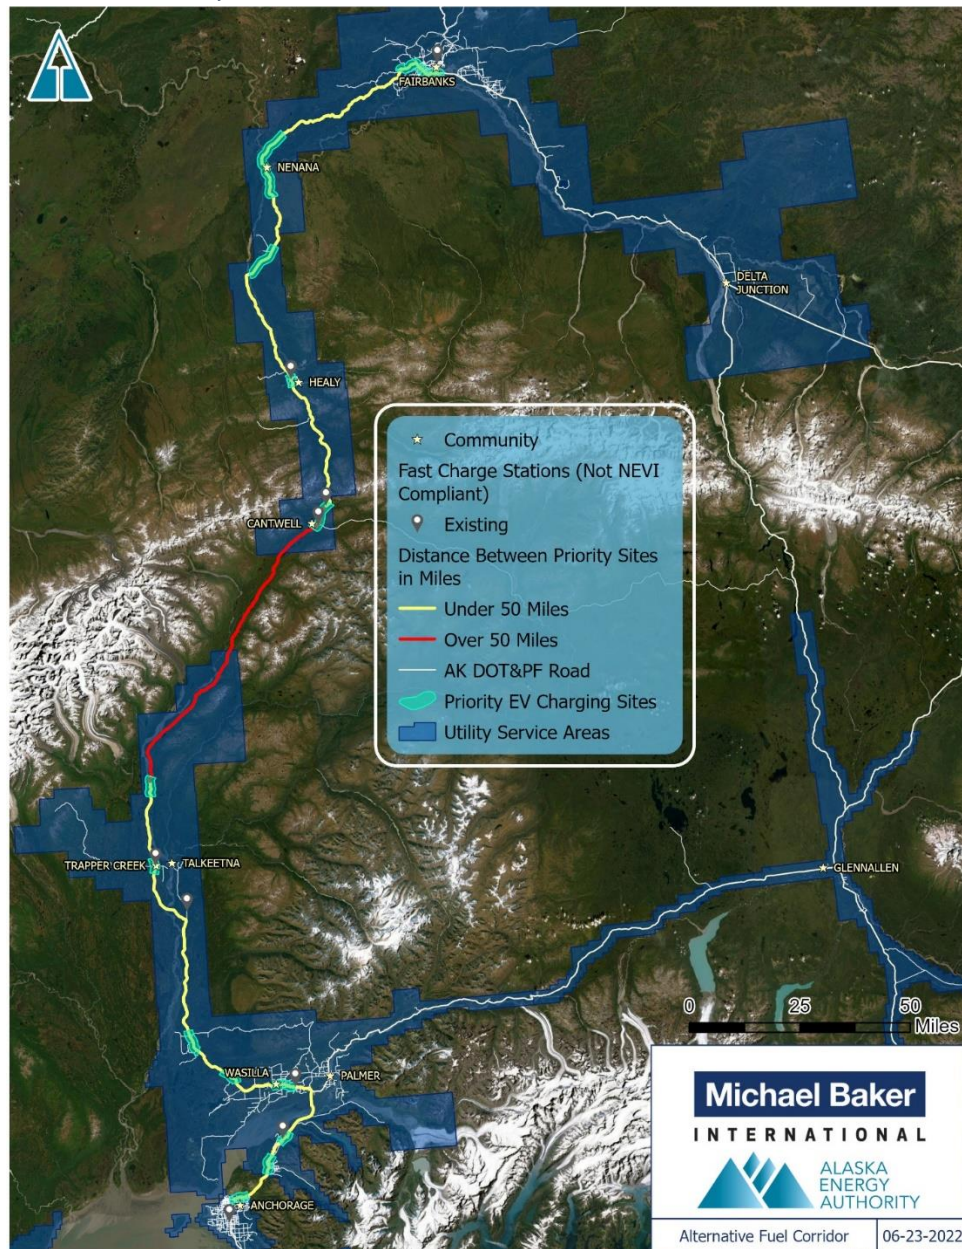 FAIRBANKS
NENANA
DELTA
JUNCTION
HEALY
CANTWELL
Community
Fast Charge Stations (Not NEVI
Compliant)
Existing
Distance Between Priority Sites
in Miles
Under 50 Miles
Over 50 Miles
AK DOT&PF Road
Priority EV Charging Sites
Utility Service Areas
TRAPPER CREEK
TALKEETNA
GLENNALLEN
0 25 50
Miles
WASILLA
PALMER
ANCHORAGE
Michael Baker
INTERNATIONAL
ALASKA
ENERGY
AUTHORITY
Alternative Fuel Corridor 06-23-2022